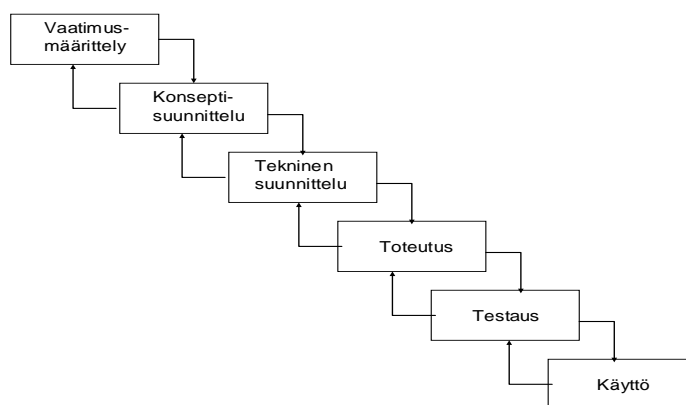 Vaatimus-
määrittely
Konsepti-
suunnittelu
Tekninen
suunnittelu
Toteutus
Testaus
Käyttö